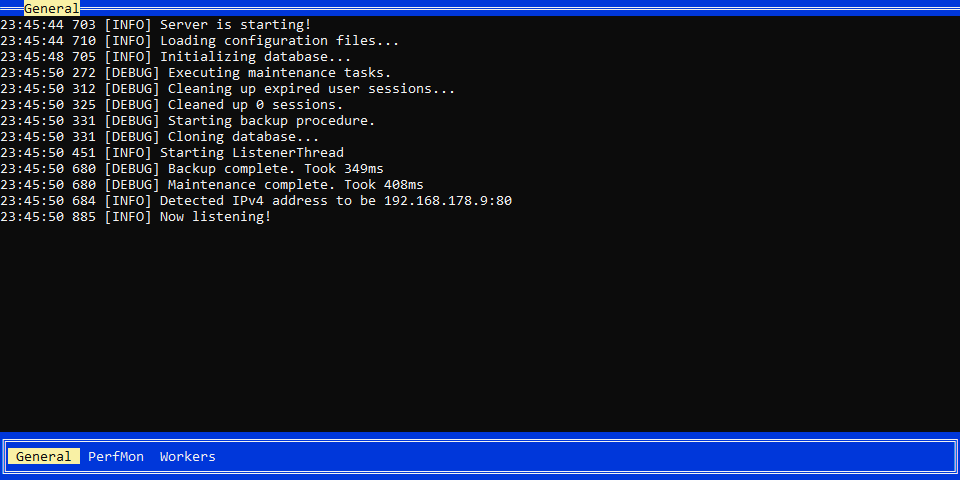 General
23:45:44 703 [INFO] Server is starting!
23:45:44 710 [INFO] Loading configuration files...
23:45:48 705 [INFO] Initializing database...
23:45:50 272 [DEBUG] Executing maintenance tasks.
23:45:50 312 [DEBUG] Cleaning up expired user sessions...
23:45:50 325 [DEBUG] Cleaned up 0 sessions.
23:45:50 331 [DEBUG] Starting backup procedure.
23:45:50 331 [DEBUG] Cloning database...
23:45:50 451 [INFO] Starting ListenerThread
23:45:50 680 [DEBUG] Backup complete. Took 349ms
23:45:50 680 [DEBUG] Maintenance complete. Took 408ms
23:45:50 684 [INFO] Detected IPv4 address to be 192.168.178.9:80
23:45:50 885 [INFO] Now listening!
General PerfMon Workers